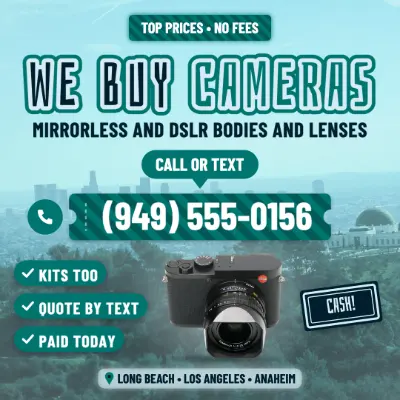 TOP PRICES • NO FEES
WE BUY CAMERAS
MIRRORLESS AND DSLR BODIES AND LENSES
CALL OR TEXT
(949) 555-0156
KITS TOO
QUOTE BY TEXT
PAID TODAY
CASH!
LONG BEACH • LOS ANGELES • ANAHEIM